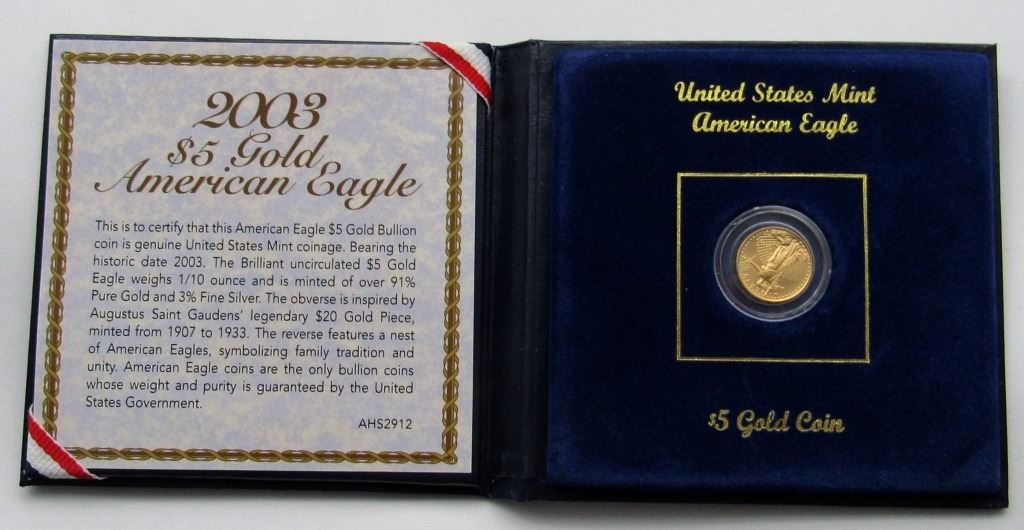 2003
$5 Gold
American Eagle
This is to certify that this American Eagle $5 Gold Bullion
coin is genuine United States Mint coinage. Bearing the
historic date 2003. The Brilliant uncirculated $5 Gold
Eagle weighs 1/10 ounce and is minted of over 91%
Pure Gold and 3% Fine Silver. The obverse is inspired by
Augustus Saint Gaudens' legendary $20 Gold Piece,
minted from 1907 to 1933. The reverse features a nest
of American Eagles, symbolizing family tradition and
unity. American Eagle coins are the only bullion coins
whose weight and purity is guaranteed by the United
States Government.
AHS2912
United States Mint
American Eagle
$5 Gold Coin